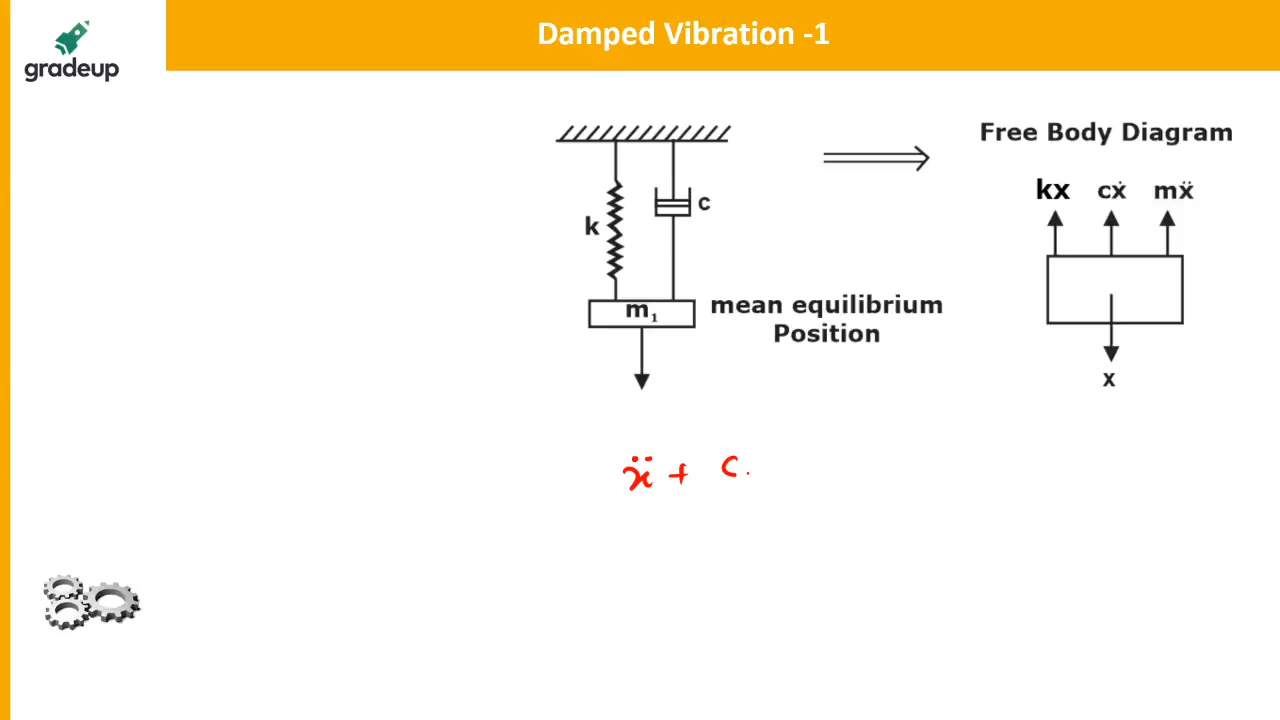 Damped Vibration -1
gradeup
Free Body Diagram
kx cẋ mẍ
c
k
m₁
mean equilibrium
Position
x
ẍ + c.